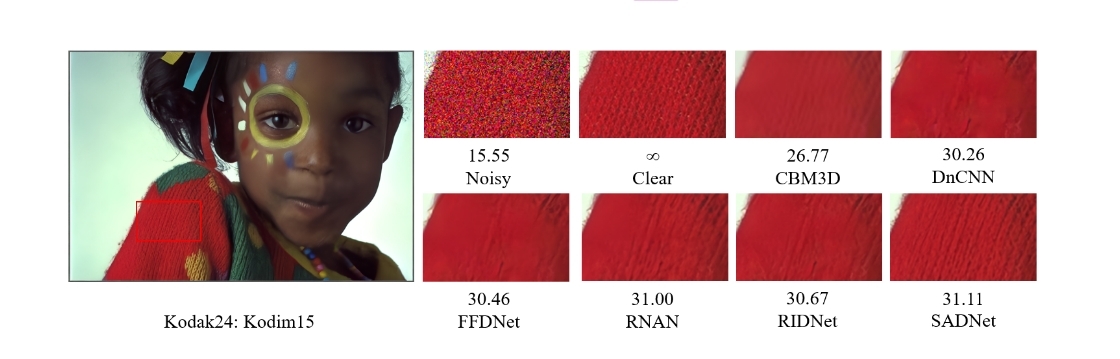 15.55
Noisy
∞
Clear
26.77
CBM3D
30.26
DnCNN
30.46
FFDNet
31.00
RNAN
30.67
RIDNet
31.11
SADNet
Kodak24: Kodim15